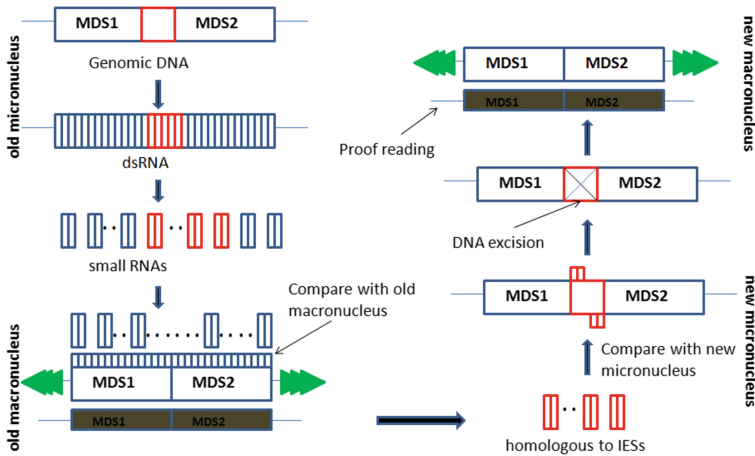 old micronucleus
MDS1 MDS2
Genomic DNA
dsRNA
small RNAs
Compare with old
macronucleus
old macronucleus
MDS1 MDS2
MDS1 MDS2
new macronucleus
MDS1 MDS2
MDS1 MDS2
Proof reading
MDS1 MDS2
DNA excision
new micronucleus
MDS1 MDS2
Compare with new
micronucleus
homologous to IESs